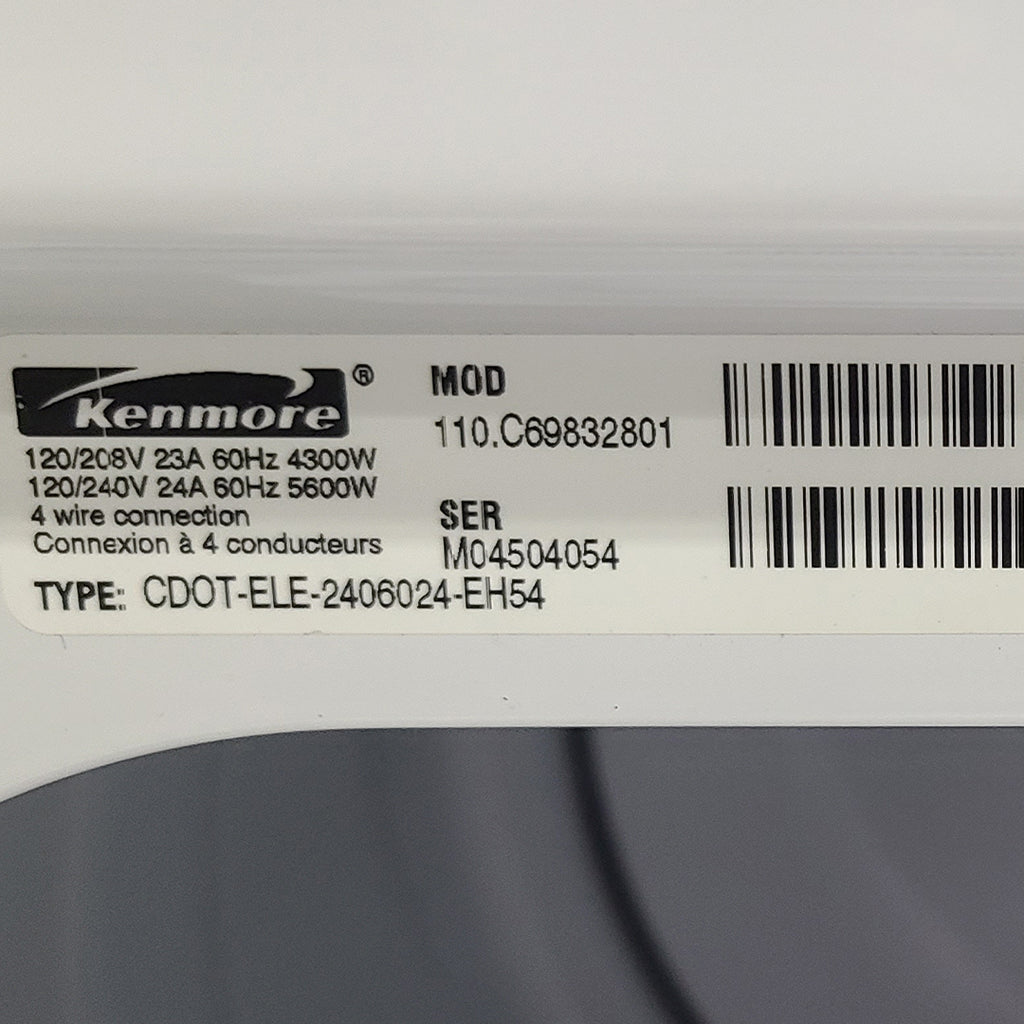 Kenmore®
120/208V 23A 60Hz 4300W
120/240V 24A 60Hz 5600W
4 wire connection
Connexion à 4 conducteurs
TYPE: CDOT-ELE-2406024-EH54
MOD
110.C69832801
SER
M04504054